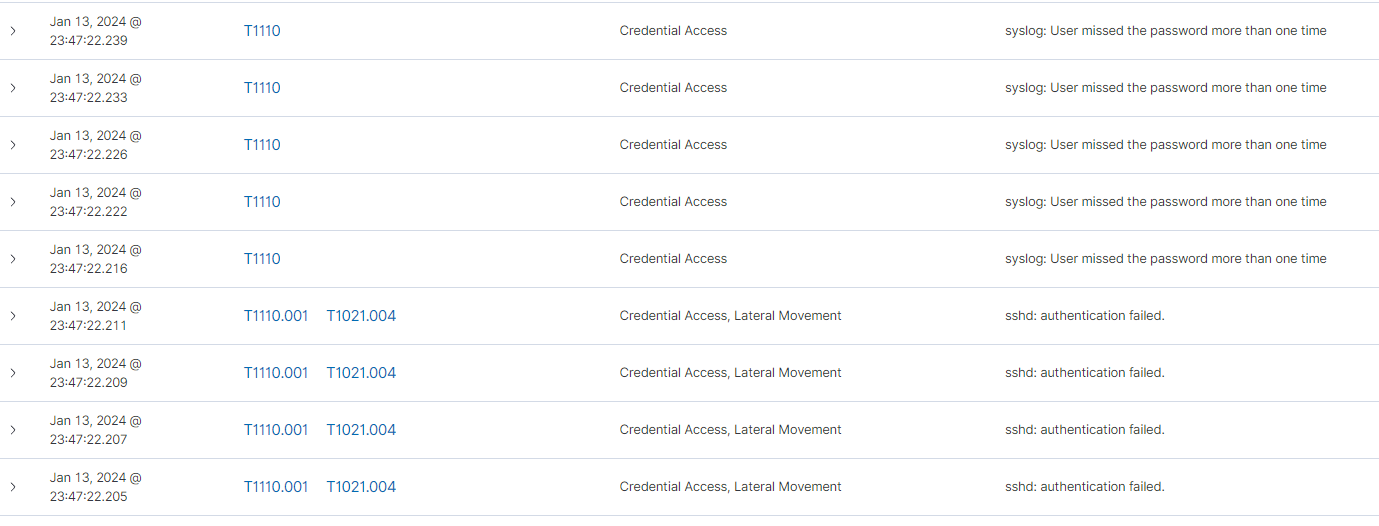 Jan 13, 2024 @
23:47:22.239
T1110
Credential Access
syslog: User missed the password more than one time
Jan 13, 2024 @
23:47:22.233
T1110
Credential Access
syslog: User missed the password more than one time
Jan 13, 2024 @
23:47:22.226
T1110
Credential Access
syslog: User missed the password more than one time
Jan 13, 2024 @
23:47:22.222
T1110
Credential Access
syslog: User missed the password more than one time
Jan 13, 2024 @
23:47:22.216
T1110
Credential Access
syslog: User missed the password more than one time
Jan 13, 2024 @
23:47:22.211
T1110.001 T1021.004
Credential Access, Lateral Movement
sshd: authentication failed.
Jan 13, 2024 @
23:47:22.209
T1110.001 T1021.004
Credential Access, Lateral Movement
sshd: authentication failed.
Jan 13, 2024 @
23:47:22.207
T1110.001 T1021.004
Credential Access, Lateral Movement
sshd: authentication failed.
Jan 13, 2024 @
23:47:22.205
T1110.001 T1021.004
Credential Access, Lateral Movement
sshd: authentication failed.